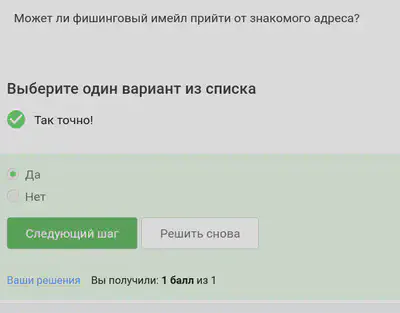 Может ли фишинговый имейл прийти от знакомого адреса?
Выберите один вариант из списка
Так точно!
Да
Нет
Следующий шаг Решить снова
Ваши решения Вы получили: 1 балл из 1